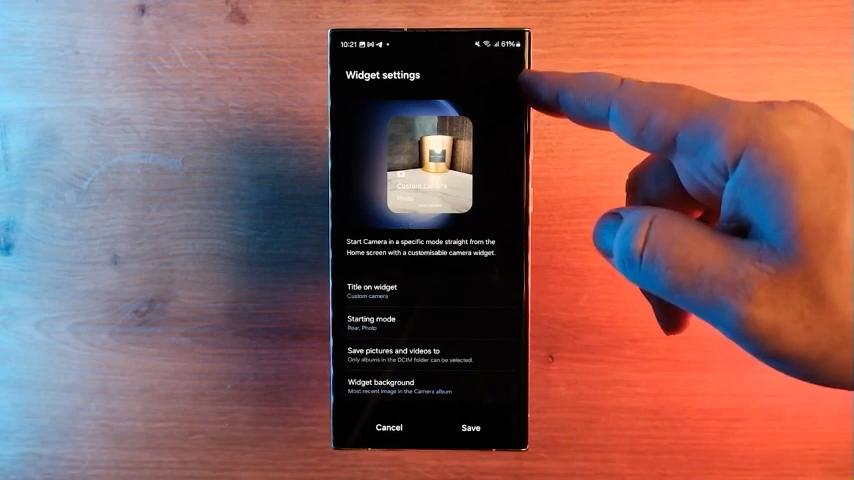 10:21
61%
Widget settings
Custom camera
Photo
Start Camera in a specific mode straight from the
Home screen with a customisable camera widget.
Title on widget
Custom camera
Starting mode
Rear, Photo
Save pictures and videos to
Only albums in the DCIM folder can be selected.
Widget background
Most recent image in the Camera album
Cancel
Save